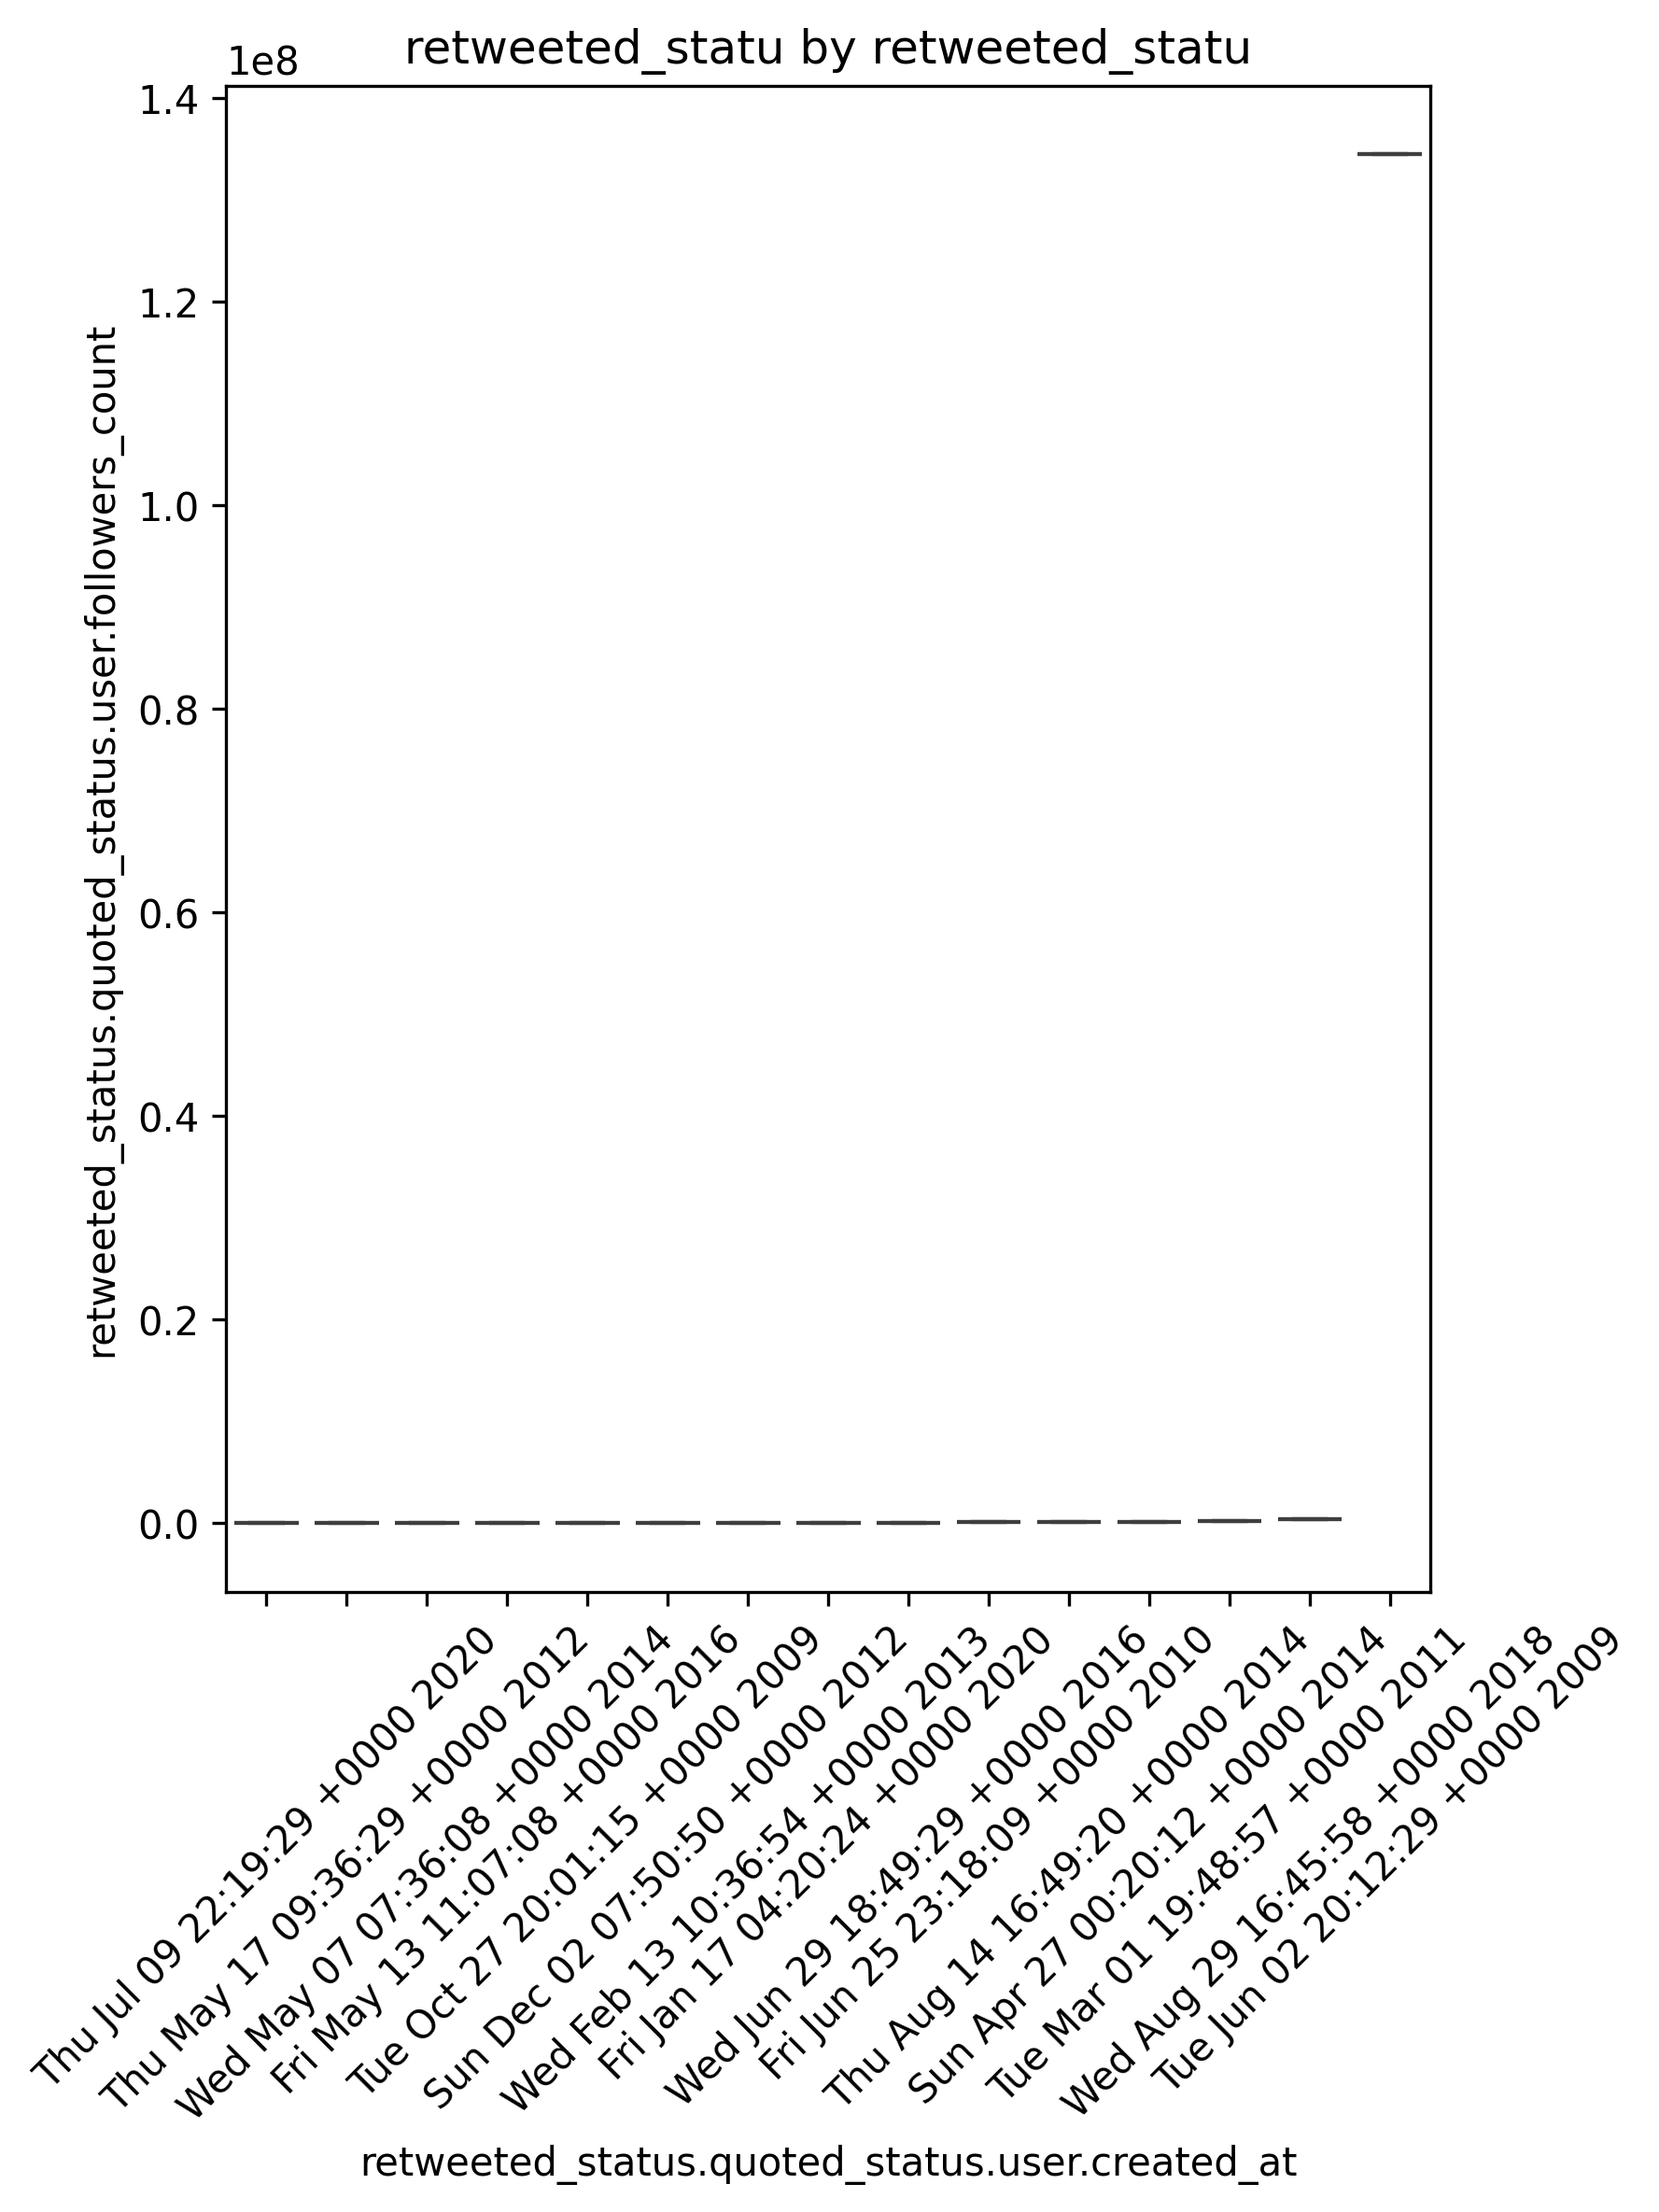 retweeted_statu by retweeted_statu
1e8
1.4
1.2
1.0
0.8
0.6
0.4
0.2
0.0
retweeted_status.quoted_status.user.followers_count
Thu Jul 09 22:19:29 +0000 2020
Thu May 17 09:36:29 +0000 2012
Wed May 07 07:36:08 +0000 2014
Fri May 13 11:07:08 +0000 2016
Tue Oct 27 20:01:15 +0000 2009
Sun Dec 02 07:50:50 +0000 2012
Wed Feb 13 10:36:54 +0000 2013
Fri Jan 17 04:20:24 +0000 2020
Wed Jun 29 18:49:29 +0000 2016
Fri Jun 25 23:18:09 +0000 2010
Thu Aug 14 16:49:20 +0000 2014
Sun Apr 27 00:20:12 +0000 2014
Tue Mar 01 19:48:57 +0000 2011
Wed Aug 29 16:45:58 +0000 2018
Tue Jun 02 20:12:29 +0000 2009
retweeted_status.quoted_status.user.created_at